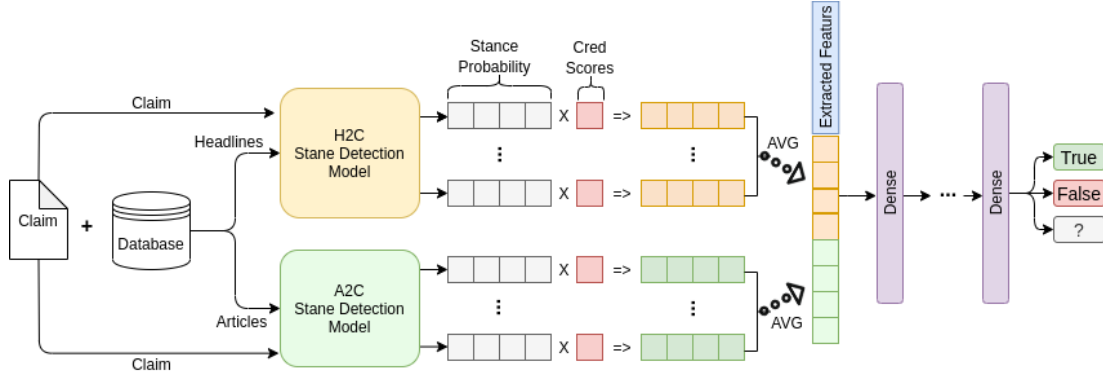 Stance
Probability
Cred
Scores
Extracted Featurs
Claim
H2C
Stane Detection
Model
X
=>
AVG
Headlines
...
...
X
=>
Claim
+
Database
Dense
...
Dense
True
False
?
A2C
Stane Detection
Model
X
=>
...
...
AVG
Articles
X
=>
Claim